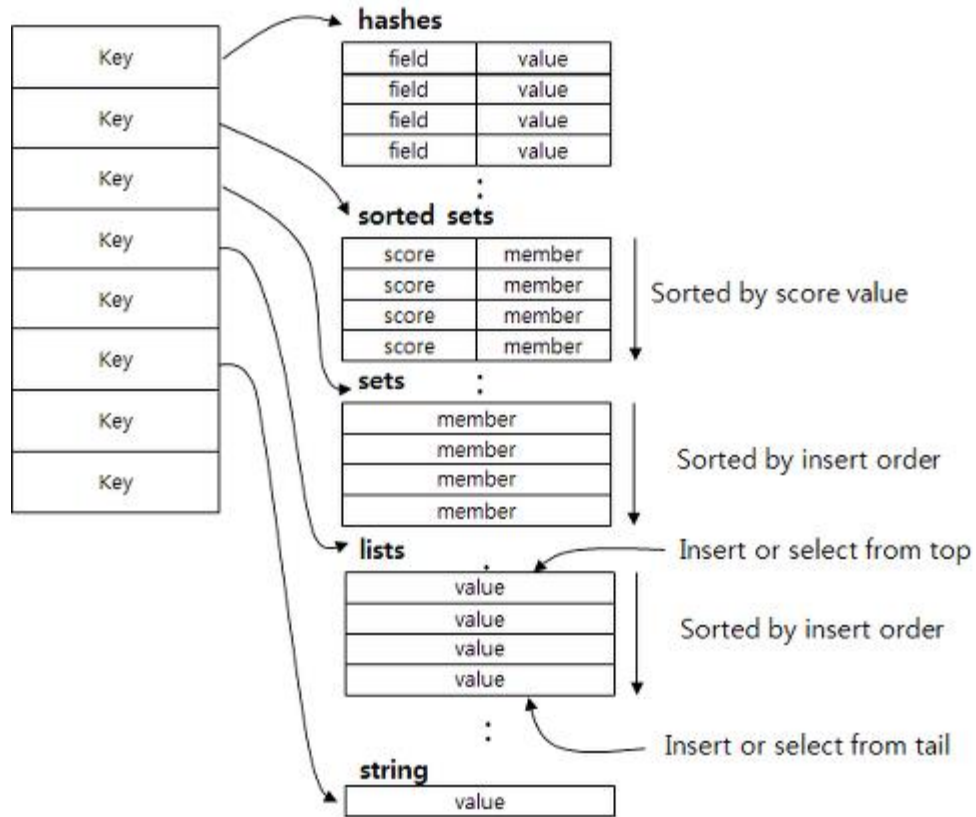 hashes
Key
field value
field value
Key
field value
field value
Key
sorted sets
Key
score member
score member
Sorted by score value
Key
score member
score member
Key
sets
member
Key
member
Sorted by insert order
member
Key
member
lists
Insert or select from top
value
value
Sorted by insert order
value
value
Insert or select from tail
string
value